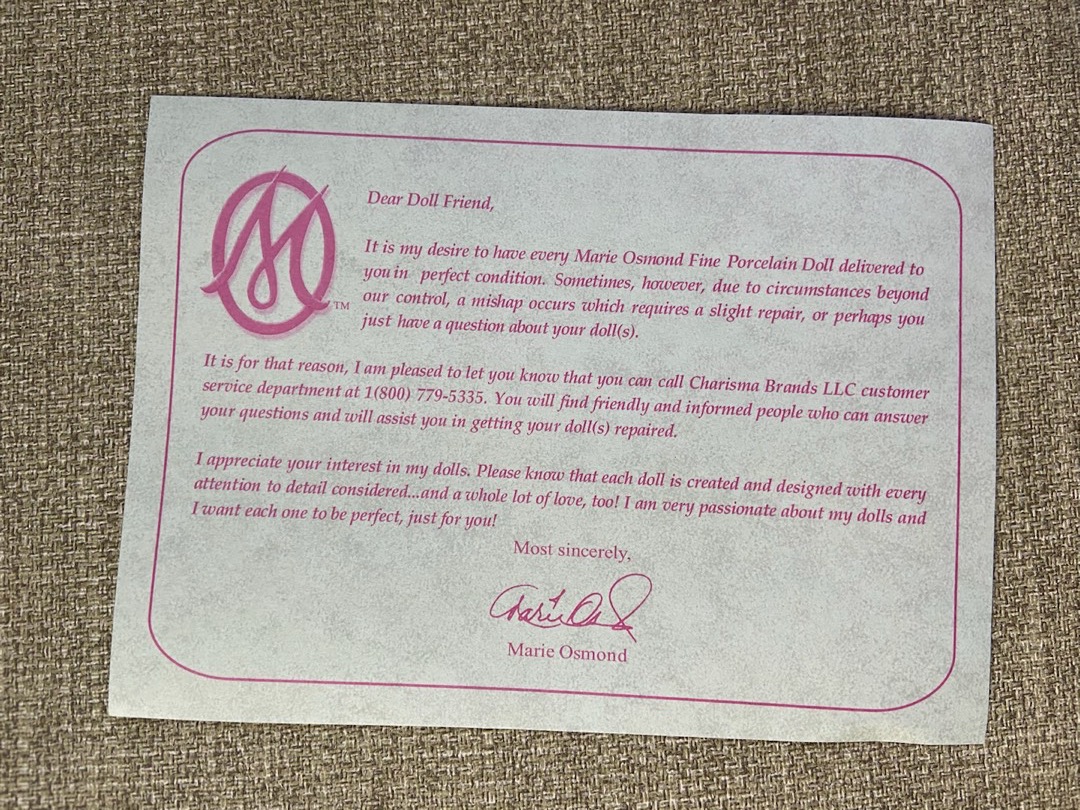 Dear Doll Friend,
It is my desire to have every Marie Osmond Fine Porcelain Doll delivered to
you in perfect condition. Sometimes, however, due to circumstances beyond
our control, a mishap occurs which requires a slight repair, or perhaps you
just have a question about your doll(s).
It is for that reason, I am pleased to let you know that you can call Charisma Brands LLC customer
service department at 1(800) 779-5335. You will find friendly and informed people who can answer
your questions and will assist you in getting your doll(s) repaired.
I appreciate your interest in my dolls. Please know that each doll is created and designed with every
attention to detail considered...and a whole lot of love, too! I am very passionate about my dolls and
I want each one to be perfect, just for you!
Most sincerely,
Marie Osmond
Marie Osmond
M
TM